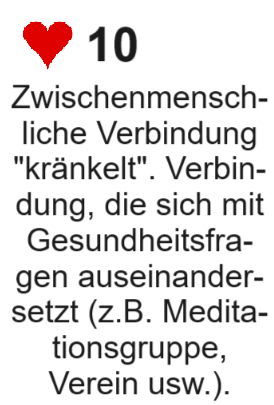 10
Zwischenmensch-
liche Verbindung
"kränkelt". Verbin-
dung, die sich mit
Gesundheitsfra-
gen auseinander-
setzt (z.B. Medita-
tionsgruppe,
Verein usw.).